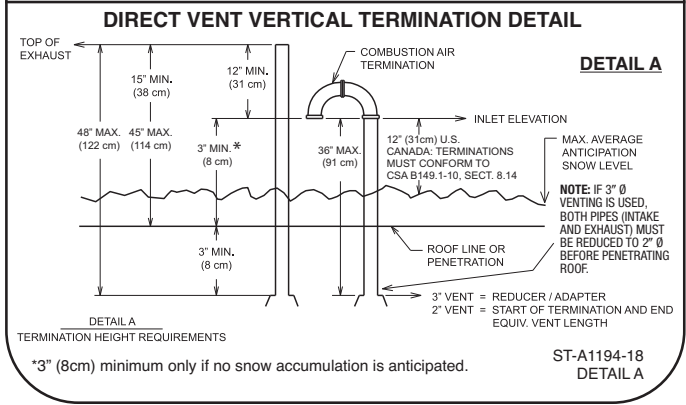 DIRECT VENT VERTICAL TERMINATION DETAIL
TOP OF
EXHAUST
COMBUSTION AIR
TERMINATION
DETAIL A
15" MIN.
(38 cm)
12" MIN.
(31 cm)
INLET ELEVATION
48" MAX.
(122 cm)
45" MAX.
(114 cm)
3" MIN.*
(8 cm)
36" MAX.
(91 cm)
12" (31cm) U.S.
CANADA: TERMINATIONS
MUST CONFORM TO
CSA B149.1-10, SECT. 8.14
MAX. AVERAGE
ANTICIPATION
SNOW LEVEL
NOTE: IF 3" Ø
VENTING IS USED,
BOTH PIPES (INTAKE
AND EXHAUST) MUST
BE REDUCED TO 2" Ø
BEFORE PENETRATING
ROOF.
3" MIN.
(8 cm)
ROOF LINE OR
PENETRATION
3" VENT = REDUCER / ADAPTER
2" VENT = START OF TERMINATION AND END
EQUIV. VENT LENGTH
DETAIL A
TERMINATION HEIGHT REQUIREMENTS
*3" (8cm) minimum only if no snow accumulation is anticipated.
ST-A1194-18
DETAIL A